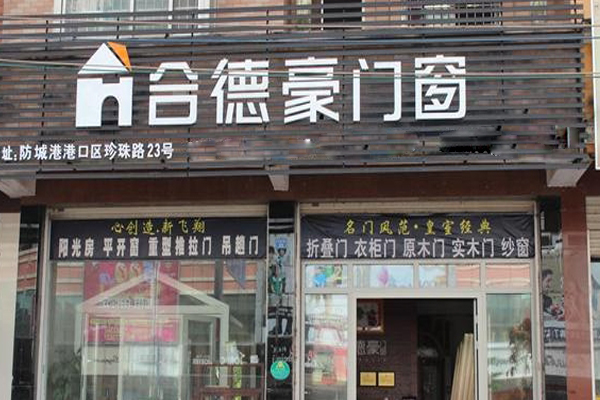 合德豪门窗
址:防城港港口区珍珠路23号
心创造.新飞翔
阳光房 平开窗 重型推拉门 吊趟门
名门风范·皇室经典
折叠门 衣柜门 原木门 实木门 纱窗
德豪